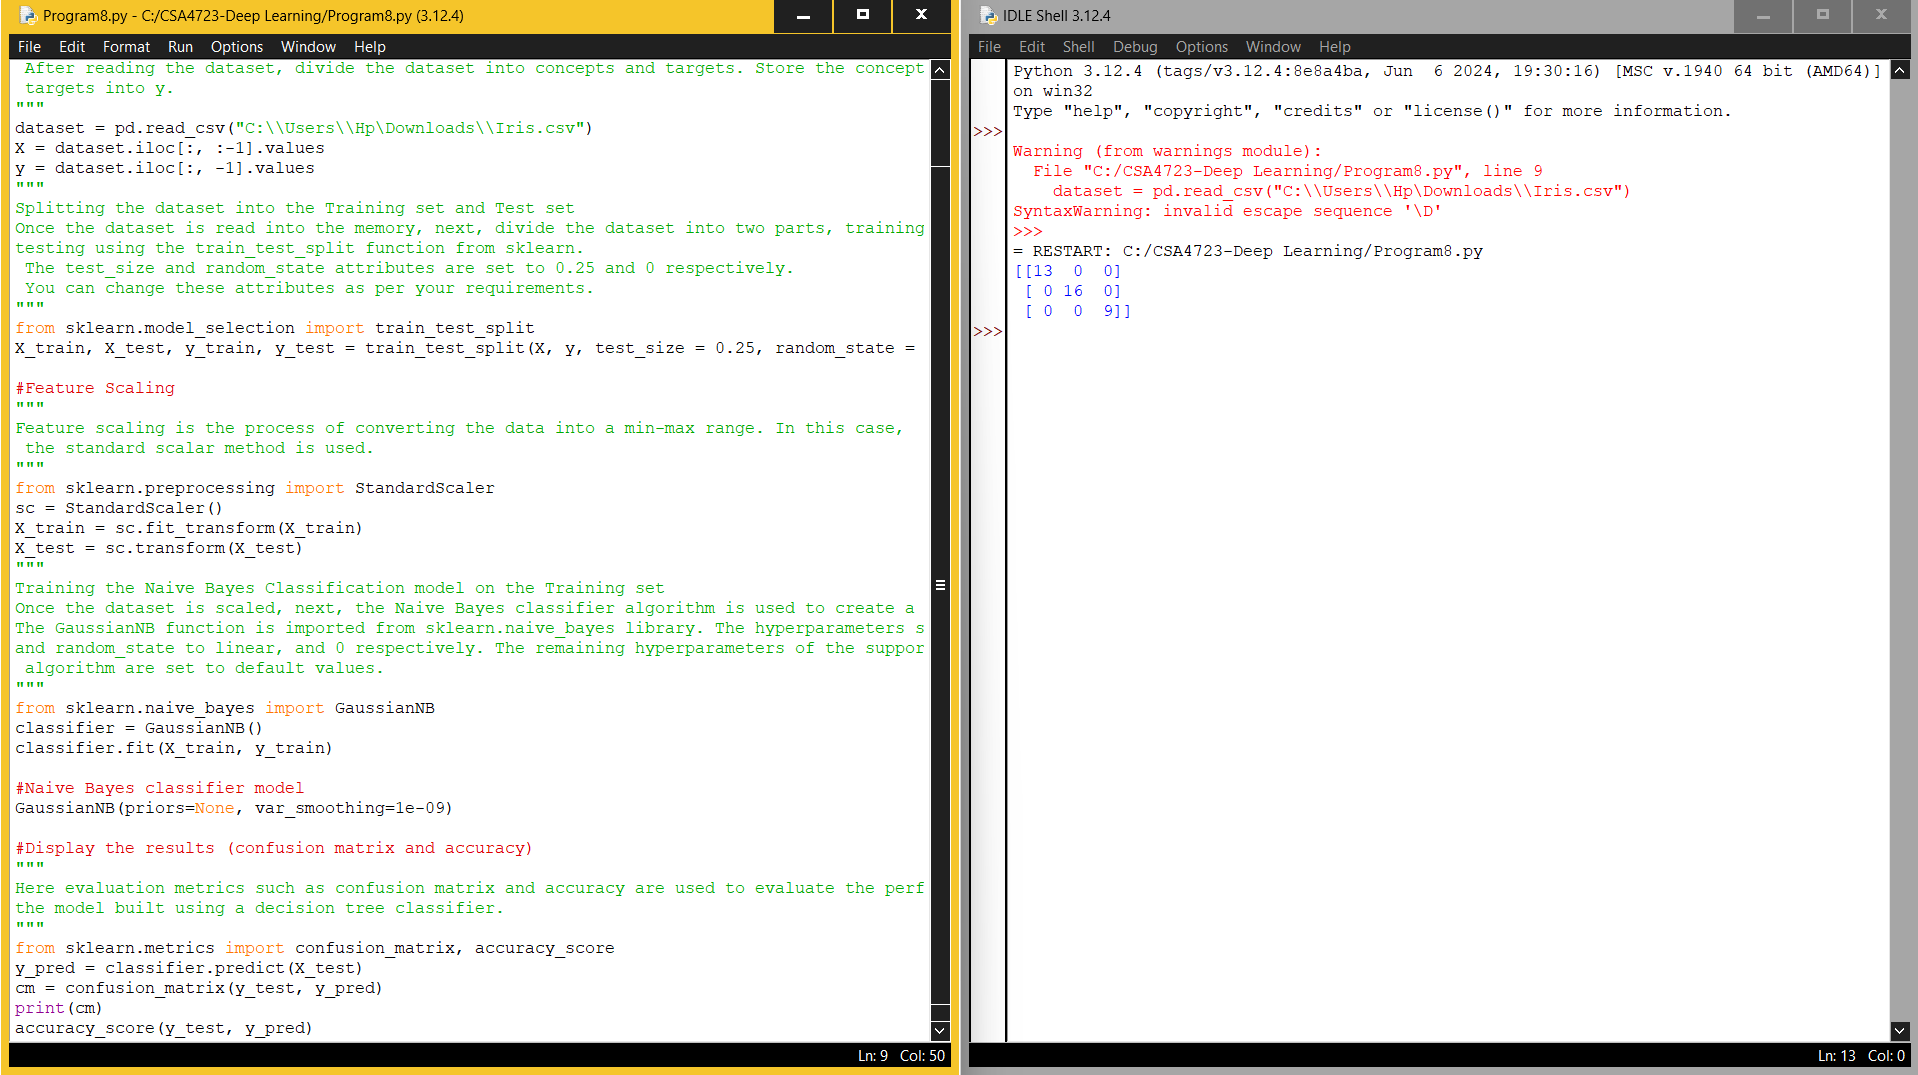 Program8.py - C:/CSA4723-Deep Learning/Program8.py (3.12.4)
File Edit Format Run Options Window Help
 After reading the dataset, divide the dataset into concepts and targets. Store the concept
 targets into y.
"""
dataset = pd.read_csv("C:\\Users\\Hp\Downloads\\Iris.csv")
X = dataset.iloc[:, :-1].values
y = dataset.iloc[:, -1].values
"""
Splitting the dataset into the Training set and Test set
Once the dataset is read into the memory, next, divide the dataset into two parts, training
testing using the train_test_split function from sklearn.
 The test_size and random_state attributes are set to 0.25 and 0 respectively.
 You can change these attributes as per your requirements.
"""
from sklearn.model_selection import train_test_split
X_train, X_test, y_train, y_test = train_test_split(X, y, test_size = 0.25, random_state =
#Feature Scaling
"""
Feature scaling is the process of converting the data into a min-max range. In this case,
 the standard scalar method is used.
"""
from sklearn.preprocessing import StandardScaler
sc = StandardScaler()
X_train = sc.fit_transform(X_train)
X_test = sc.transform(X_test)
"""
Training the Naive Bayes Classification model on the Training set
Once the dataset is scaled, next, the Naive Bayes classifier algorithm is used to create a
The GaussianNB function is imported from sklearn.naive_bayes library. The hyperparameters s
and random_state to linear, and 0 respectively. The remaining hyperparameters of the suppor
 algorithm are set to default values.
"""
from sklearn.naive_bayes import GaussianNB
classifier = GaussianNB()
classifier.fit(X_train, y_train)
#Naive Bayes classifier model
GaussianNB(priors=None, var_smoothing=1e-09)
#Display the results (confusion matrix and accuracy)
"""
Here evaluation metrics such as confusion matrix and accuracy are used to evaluate the perf
the model built using a decision tree classifier.
"""
from sklearn.metrics import confusion_matrix, accuracy_score
y_pred = classifier.predict(X_test)
cm = confusion_matrix(y_test, y_pred)
print(cm)
accuracy_score(y_test, y_pred)
Ln: 9 Col: 50
IDLE Shell 3.12.4
File Edit Shell Debug Options Window Help
Python 3.12.4 (tags/v3.12.4:8e8a4ba, Jun  6 2024, 19:30:16) [MSC v.1940 64 bit (AMD64)]
on win32
Type "help", "copyright", "credits" or "license()" for more information.
>>>
Warning (from warnings module):
  File "C:/CSA4723-Deep Learning/Program8.py", line 9
    dataset = pd.read_csv("C:\\Users\\Hp\Downloads\\Iris.csv")
SyntaxWarning: invalid escape sequence '\D'
>>>
= RESTART: C:/CSA4723-Deep Learning/Program8.py
[[13  0  0]
 [ 0 16  0]
 [ 0  0  9]]
>>>
Ln: 13 Col: 0